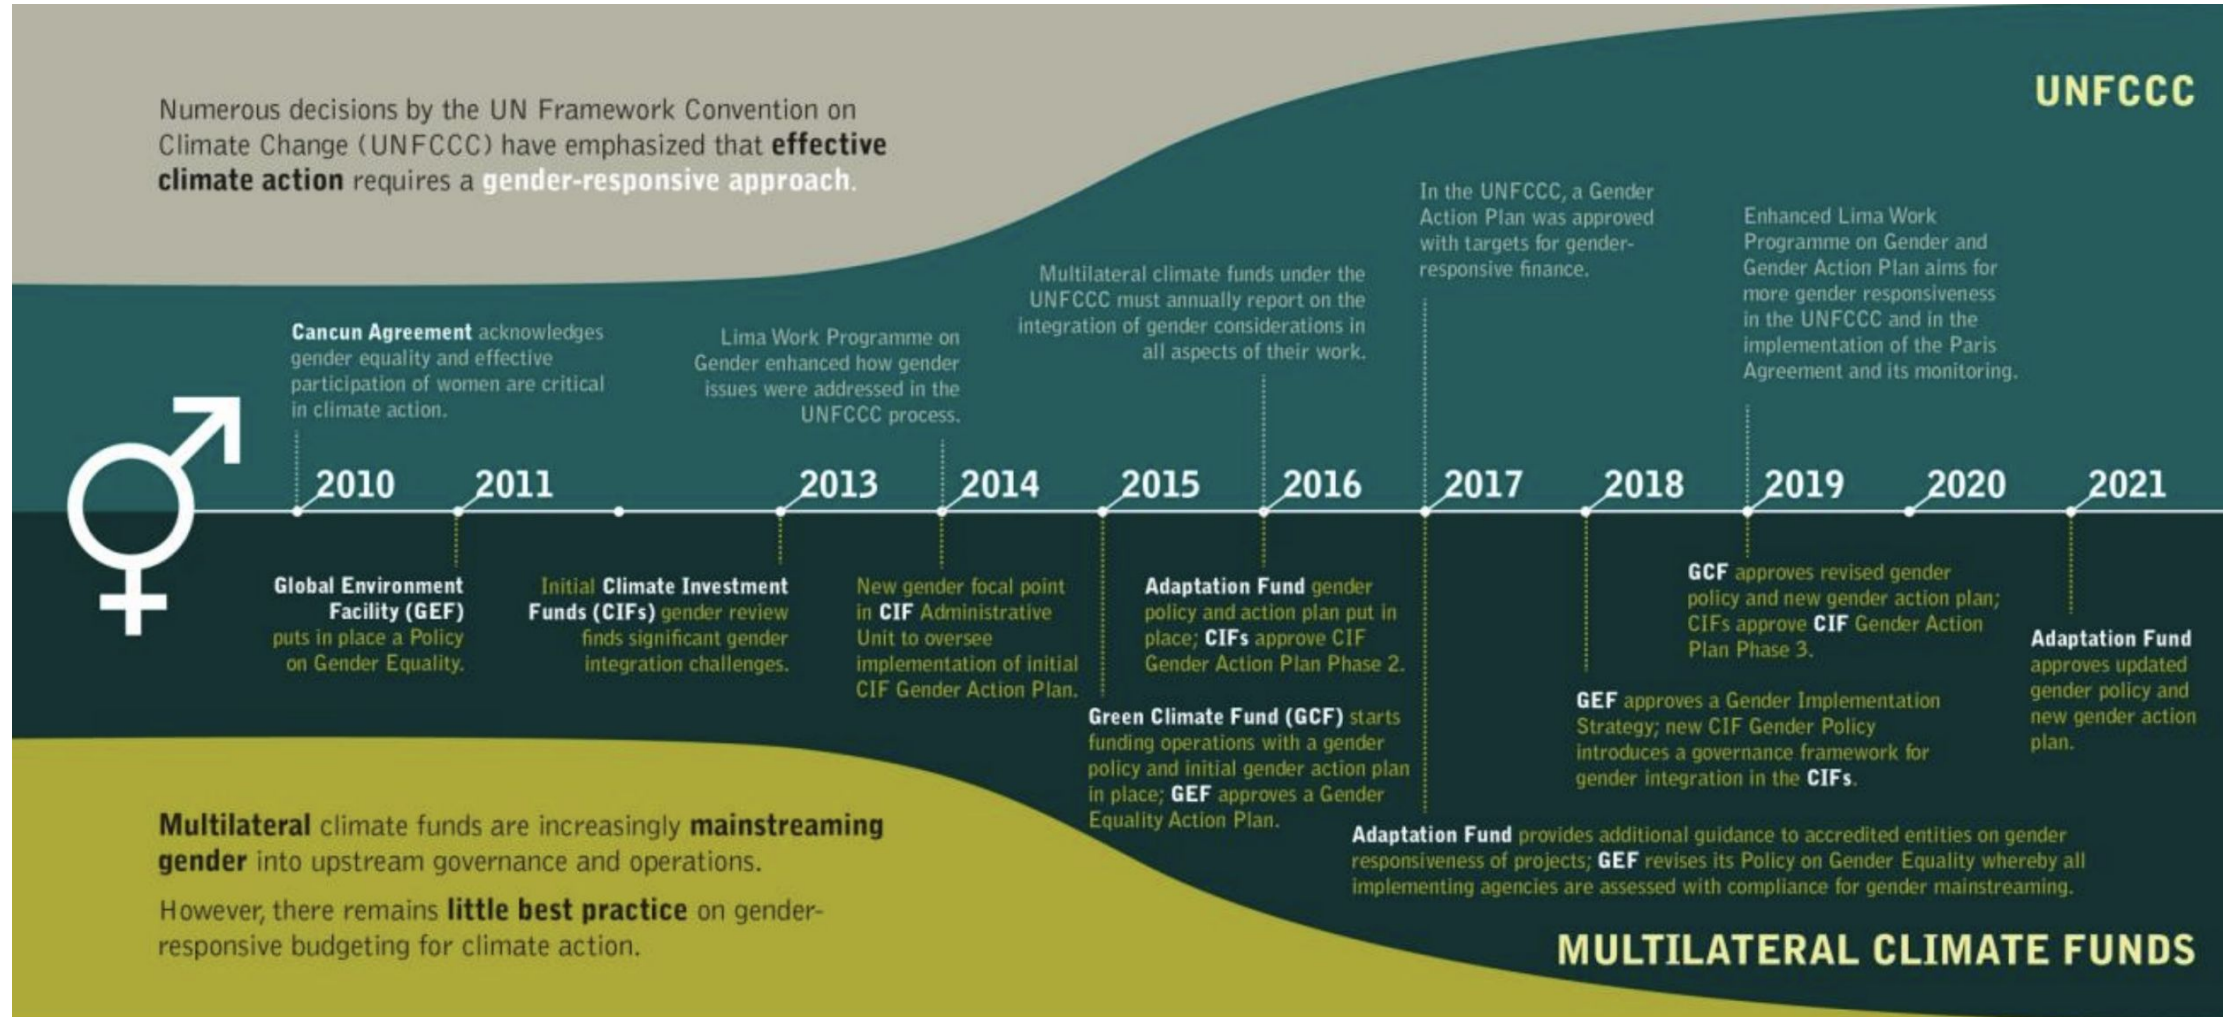 Numerous decisions by the UN Framework Convention on
Climate Change (UNFCCC) have emphasized that effective
climate action requires a gender-responsive approach.
UNFCCC
Cancun Agreement acknowledges
gender equality and effective
participation of women are critical
in climate action.
Lima Work Programme on
Gender enhanced how gender
issues were addressed in the
UNFCCC process.
Multilateral climate funds under the
UNFCCC must annually report on the
integration of gender considerations in
all aspects of their work.
In the UNFCCC, a Gender
Action Plan was approved
with targets for gender-
responsive finance.
Enhanced Lima Work
Programme on Gender and
Gender Action Plan aims for
more gender responsiveness
in the UNFCCC and in the
implementation of the Paris
Agreement and its monitoring.
2010 2011 2013 2014 2015 2016 2017 2018 2019 2020 2021
Global Environment
Facility (GEF)
puts in place a Policy
on Gender Equality.
Initial Climate Investment
Funds (CIFs) gender review
finds significant gender
integration challenges.
New gender focal point
in CIF Administrative
Unit to oversee
implementation of initial
CIF Gender Action Plan.
Green Climate Fund (GCF) starts
funding operations with a gender
policy and initial gender action plan
in place; GEF approves a Gender
Equality Action Plan.
Adaptation Fund gender
policy and action plan put in
place; CIFs approve CIF
Gender Action Plan Phase 2.
Adaptation Fund provides additional guidance to accredited entities on gender
responsiveness of projects; GEF revises its Policy on Gender Equality whereby all
implementing agencies are assessed with compliance for gender mainstreaming.
GEF approves a Gender Implementation
Strategy; new CIF Gender Policy
introduces a governance framework for
gender integration in the CIFs.
GCF approves revised gender
policy and new gender action plan;
CIFs approve CIF Gender Action
Plan Phase 3.
Adaptation Fund
approves updated
gender policy and
new gender action
plan.
Multilateral climate funds are increasingly mainstreaming
gender into upstream governance and operations.
However, there remains little best practice on gender-
responsive budgeting for climate action.
MULTILATERAL CLIMATE FUNDS